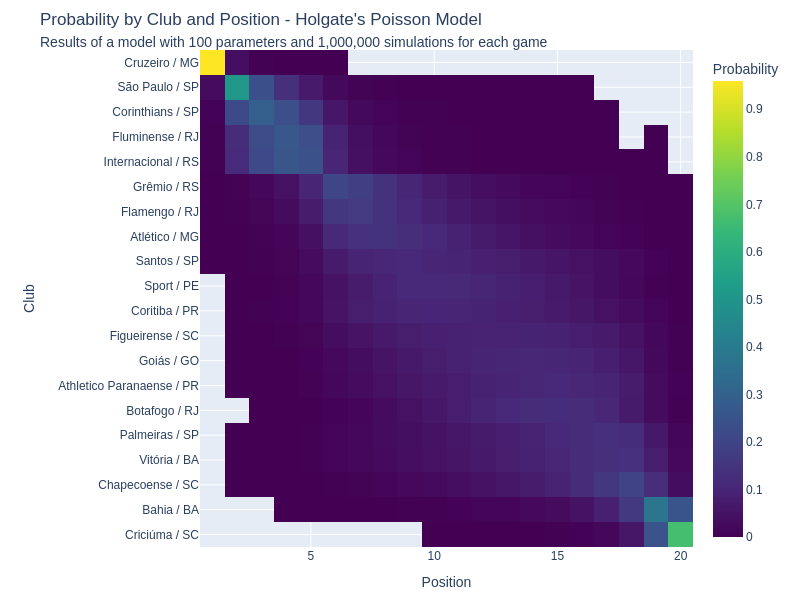 Probability by Club and Position - Holgate's Poisson Model
Results of a model with 100 parameters and 1,000,000 simulations for each game
Probability
Club
Cruzeiro / MG
São Paulo / SP
Corinthians / SP
Fluminense / RJ
Internacional / RS
Grêmio / RS
Flamengo / RJ
Atlético / MG
Santos / SP
Sport / PE
Coritiba / PR
Figueirense / SC
Goiás / GO
Athletico Paranaense / PR
Botafogo / RJ
Palmeiras / SP
Vitória / BA
Chapecoense / SC
Bahia / BA
Criciúma / SC
0.9
0.8
0.7
0.6
0.5
0.4
0.3
0.2
0.1
0
5
10
15
20
Position